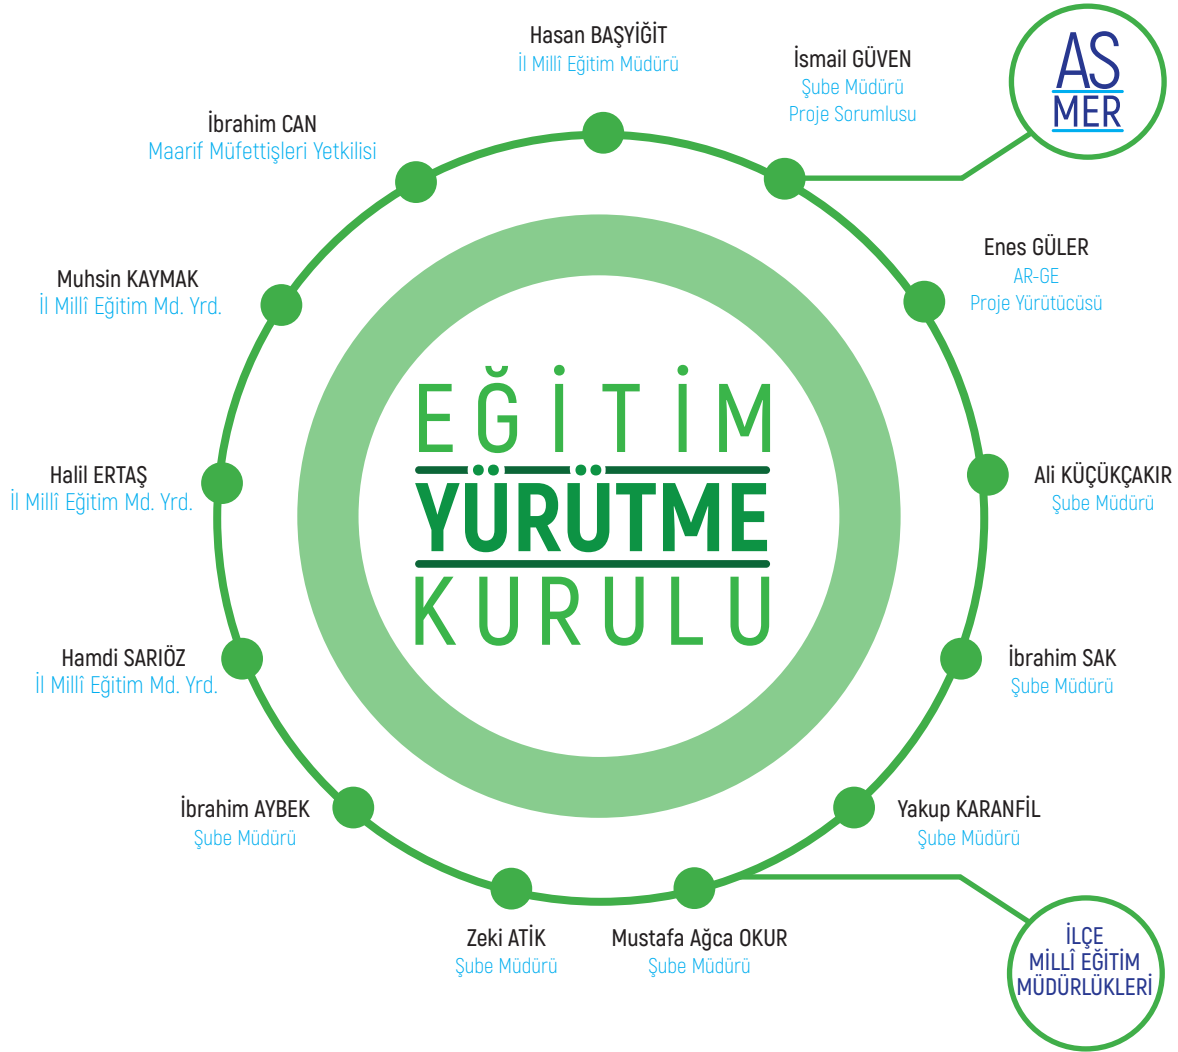 Hasan BAŞYİĞİT
İl Millî Eğitim Müdürü
İsmail GÜVEN
Şube Müdürü
Proje Sorumlusu
AS
MER
İbrahim CAN
Maarif Müfettişleri Yetkilisi
Enes GÜLER
AR-GE
Proje Yürütücüsü
Muhsin KAYMAK
İl Millî Eğitim Md. Yrd.
EĞİTİM
YÜRÜTME
KURULU
Halil ERTAŞ
İl Millî Eğitim Md. Yrd.
Ali KÜÇÜKÇAKIR
Şube Müdürü
Hamdi SARIÖZ
İl Millî Eğitim Md. Yrd.
İbrahim SAK
Şube Müdürü
İbrahim AYBEK
Şube Müdürü
Yakup KARANFİL
Şube Müdürü
Zeki ATİK
Şube Müdürü
Mustafa Ağca OKUR
Şube Müdürü
İLÇE
MİLLÎ EĞİTİM
MÜDÜRLÜKLERİ